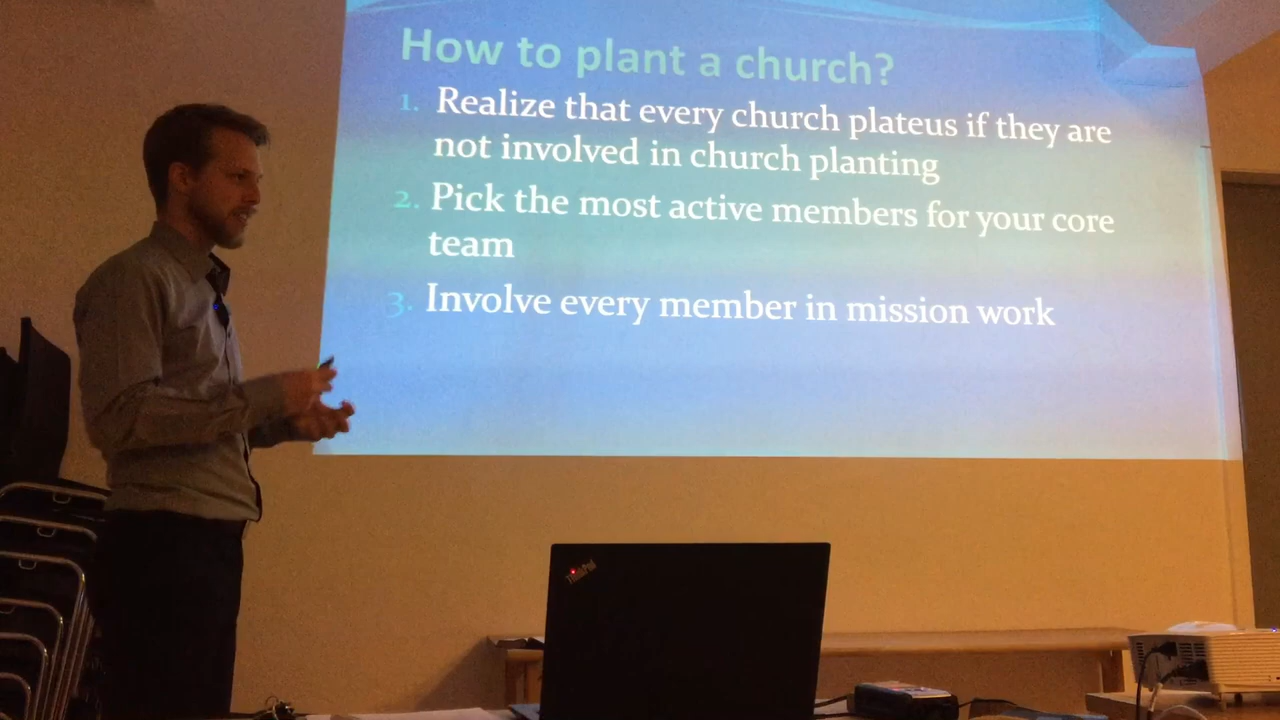 How to plant a church?
1. Realize that every church plateus if they are
not involved in church planting
2. Pick the most active members for your core
team
3. Involve every member in mission work
ThinkPad